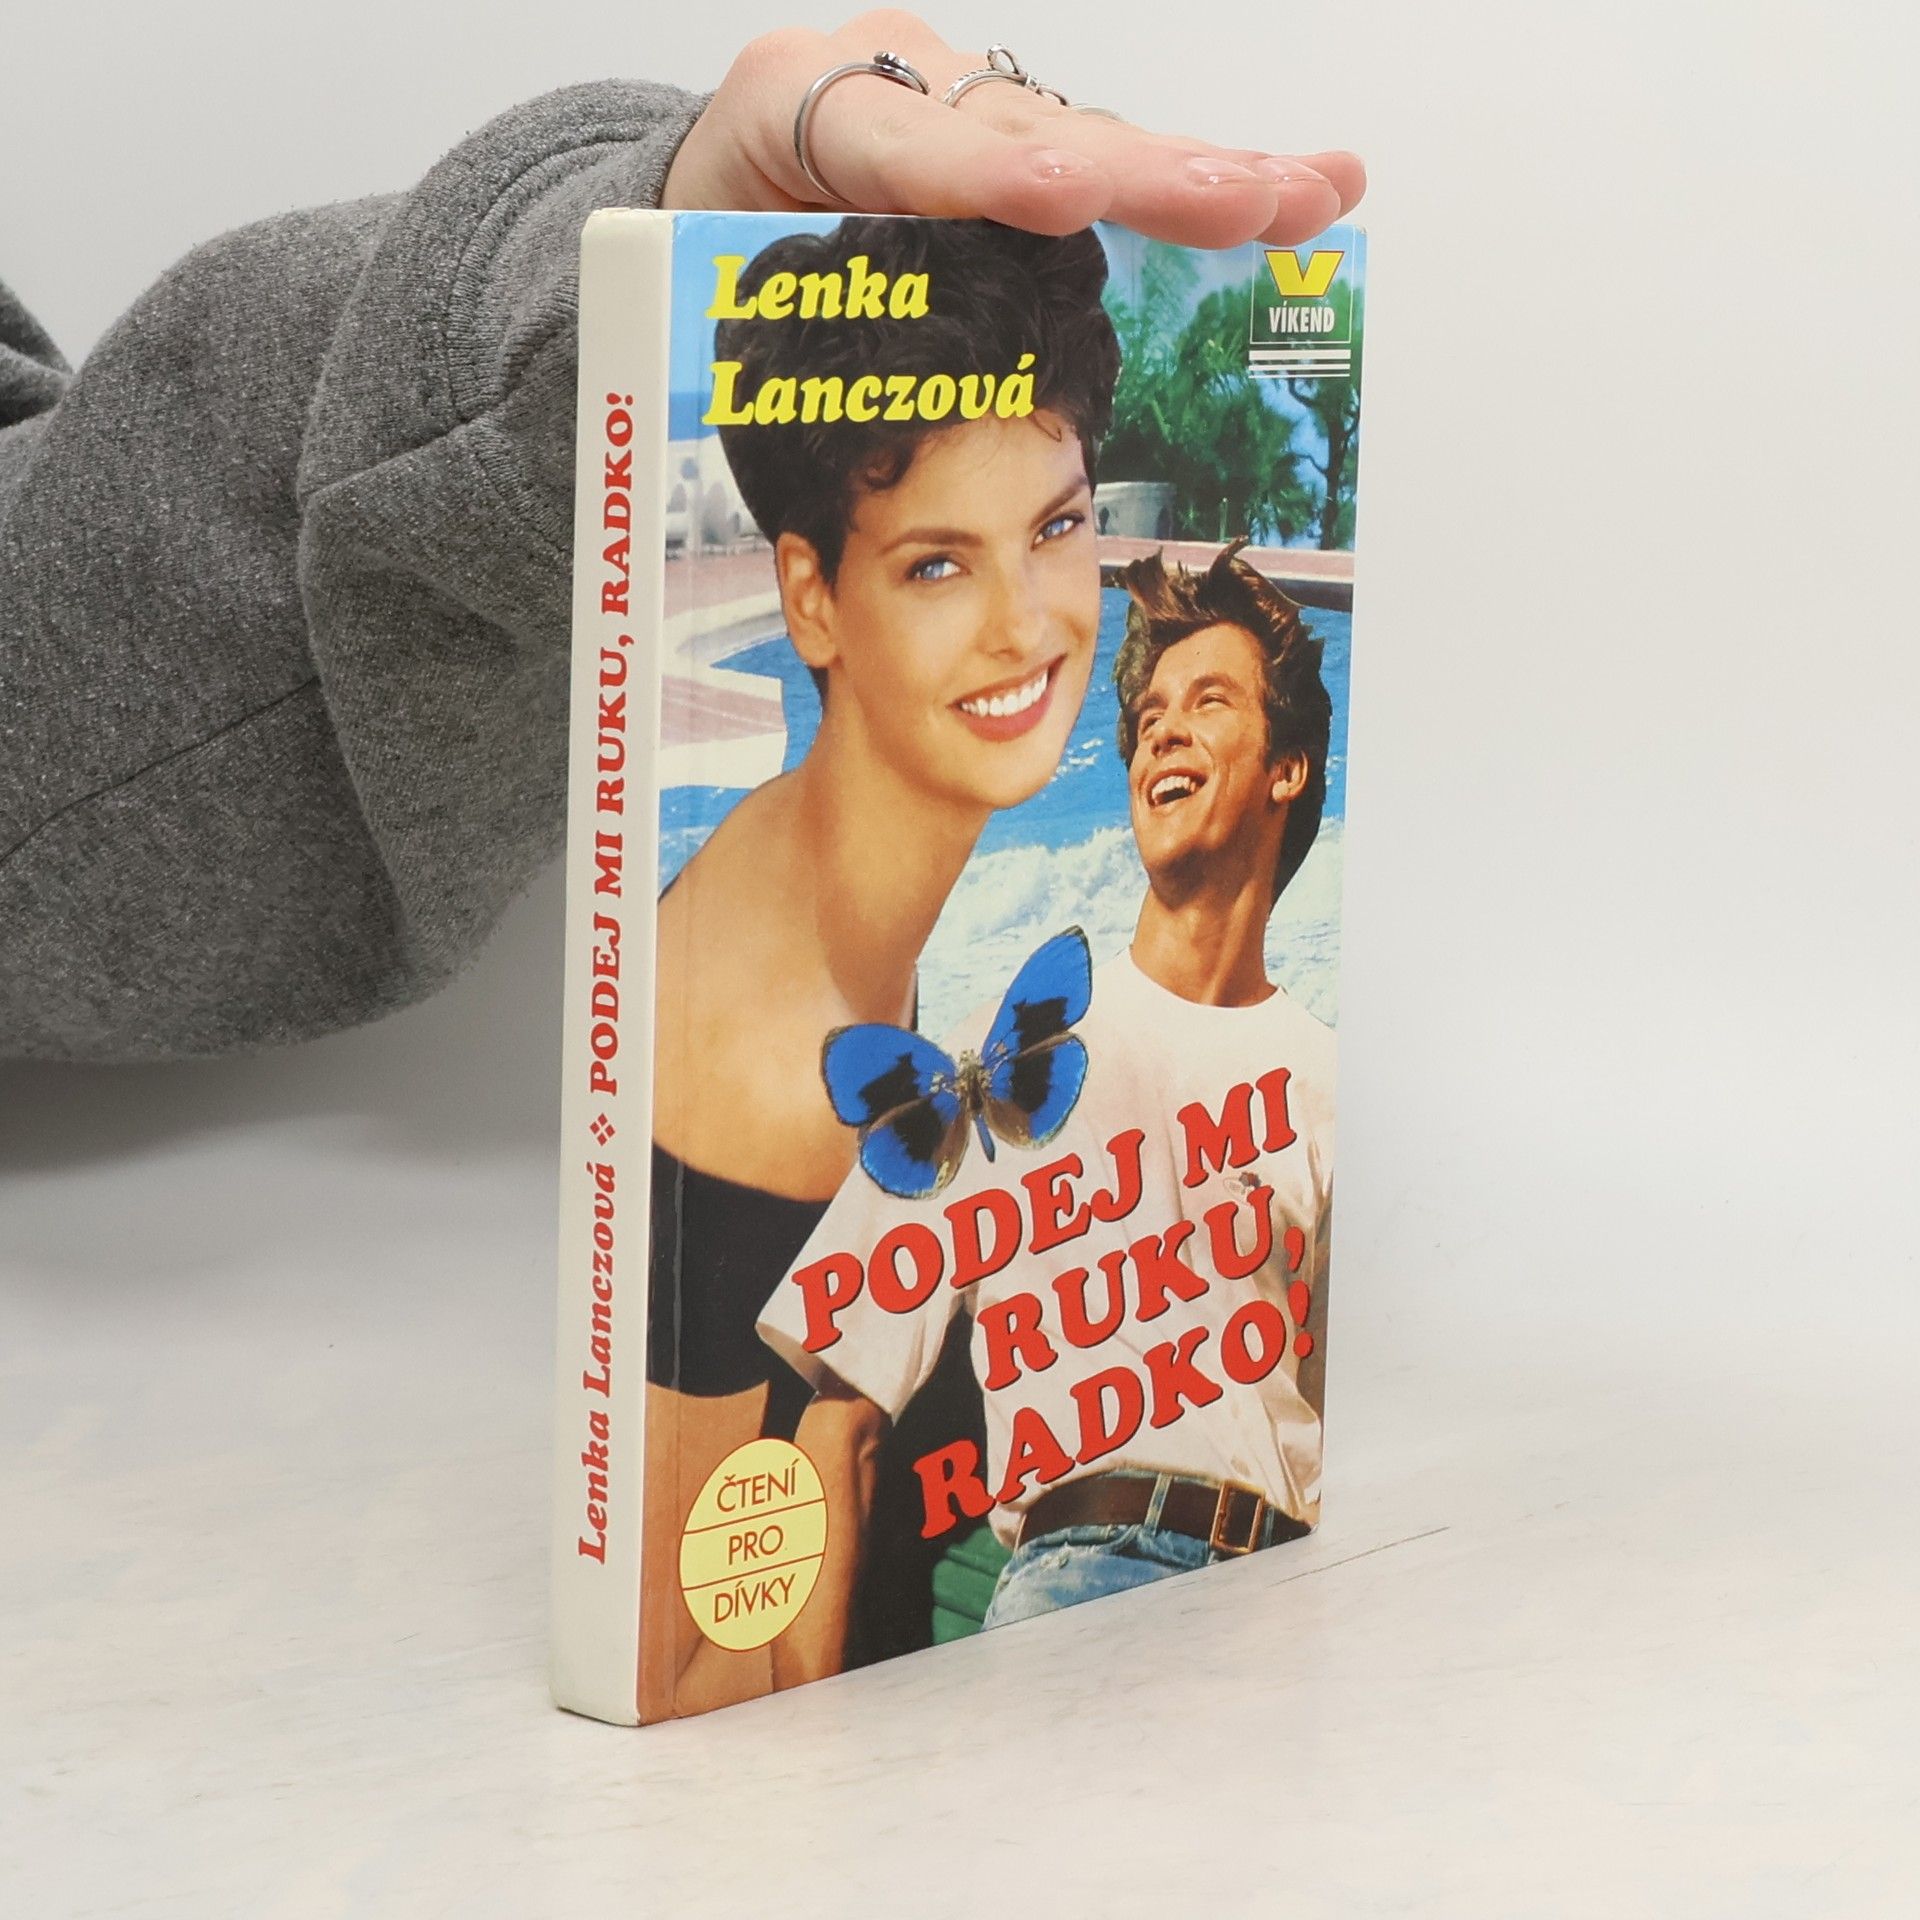 Lenka Lanczová ❖ PODEJ MI RUKU, RADKO!
Lenka
Lanczová
V
VÍKEND
PODEJ MI
RUKU,
RADKO!
ČTENÍ
PRO
DÍVKY